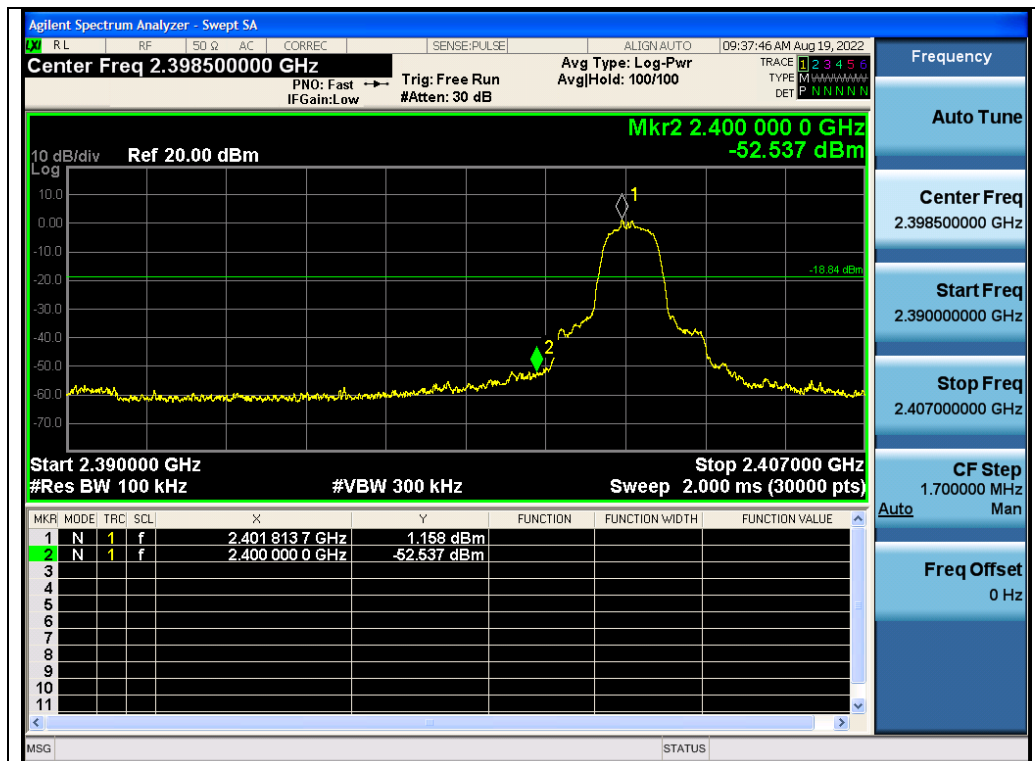 Agilent Spectrum Analyzer - Swept SA
LXI RL RF 50 Ω AC CORREC SENSE:PULSE ALIGN AUTO 09:37:46 AM Aug 19, 2022
Center Freq 2.398500000 GHz
PNO: Fast
IFGain:Low
Trig: Free Run
#Atten: 30 dB
Avg Type: Log-Pwr
Avg|Hold: 100/100
TRACE 1 2 3 4 5 6
TYPE M W W W W W
DET P N N N N N
Mkr2 2.400 000 0 GHz
-52.537 dBm
10 dB/div Ref 20.00 dBm
Log
10.0
0.00
-10.0
-20.0
-30.0
-40.0
-50.0
-60.0
-70.0
1
2
-18.84 dBm
Start 2.390000 GHz Stop 2.407000 GHz
#Res BW 100 kHz #VBW 300 kHz Sweep 2.000 ms (30000 pts)
MKR MODE TRC SCL X Y FUNCTION FUNCTION WIDTH FUNCTION VALUE
1 N 1 f 2.401 813 7 GHz 1.158 dBm
2 N 1 f 2.400 000 0 GHz -52.537 dBm
3
4
5
6
7
8
9
10
11
MSG STATUS
Frequency
Auto Tune
Center Freq
2.398500000 GHz
Start Freq
2.390000000 GHz
Stop Freq
2.407000000 GHz
CF Step
1.700000 MHz
Auto Man
Freq Offset
0 Hz